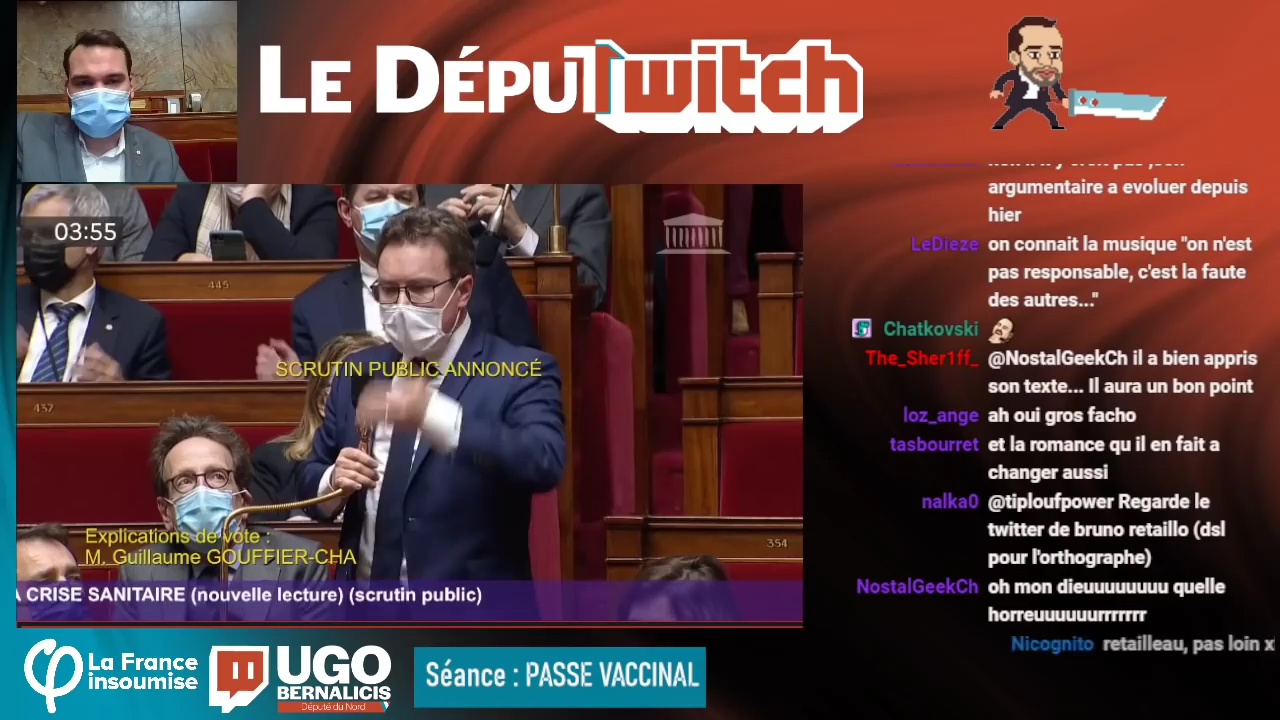 LE DÉPUTwitch
03:55
445
SCRUTIN PUBLIC ANNONCÉ
437
Explications de vote :
M. Guillaume GOUFFIER-CHA
354
A CRISE SANITAIRE (nouvelle lecture) (scrutin public)
La France
insoumise
UGO
BERNALICIS
Député du Nord
Séance : PASSE VACCINAL
argumentaire a evoluer depuis
hier
LeDieze on connait la musique "on n'est
pas responsable, c'est la faute
des autres..."
Chatkovski
The_Sher1ff_ @NostalGeekCh il a bien appris
son texte... Il aura un bon point
loz_ange ah oui gros facho
tasbourret et la romance qu il en fait a
changer aussi
nalka0 @tiploufpower Regarde le
twitter de bruno retaillo (dsl
pour l'orthographe)
NostalGeekCh oh mon dieuuuuuuuu quelle
horreuuuuuurrrrrrr
Nicognito retailleau, pas loin x